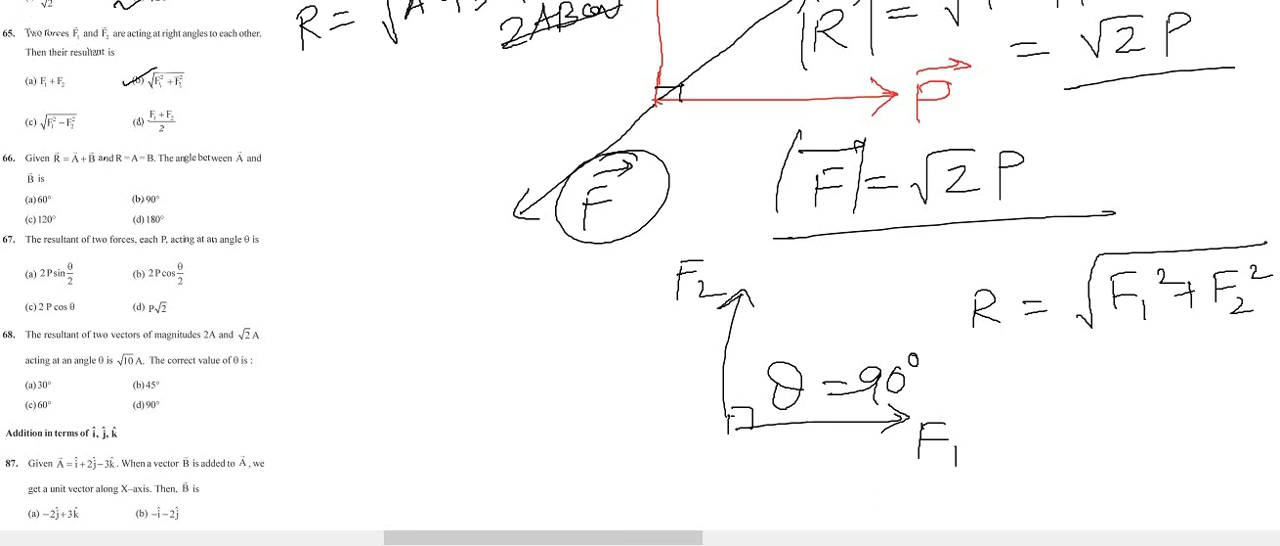 √2
65. Two forces F⃗₁ and F⃗₂ are acting at right angles to each other.
Then their resultant is
(a) F₁ + F₂ (b) √(F₁² + F₂²)
(c) √(F₁² − F₂²) (d) (F₁ + F₂)/2
66. Given R⃗ = A⃗ + B⃗ and R = A = B. The angle between A⃗ and
B⃗ is
(a) 60° (b) 90°
(c) 120° (d) 180°
67. The resultant of two forces, each P, acting at an angle θ is
(a) 2P sin θ/2 (b) 2P cos θ/2
(c) 2 P cos θ (d) P√2
68. The resultant of two vectors of magnitudes 2A and √2 A
acting at an angle θ is √10 A. The correct value of θ is :
(a) 30° (b) 45°
(c) 60° (d) 90°
Addition in terms of î, ĵ, k̂
87. Given A⃗ = î + 2ĵ − 3k̂. When a vector B⃗ is added to A⃗, we
get a unit vector along X–axis. Then, B⃗ is
(a) −2ĵ + 3k̂ (b) −î − 2ĵ
R = √
2AB cos
|R| = √
= √2 P
P⃗
F⃗
|F⃗| = √2 P
F₂
R = √(F₁² + F₂²)
θ = 90°
F₁